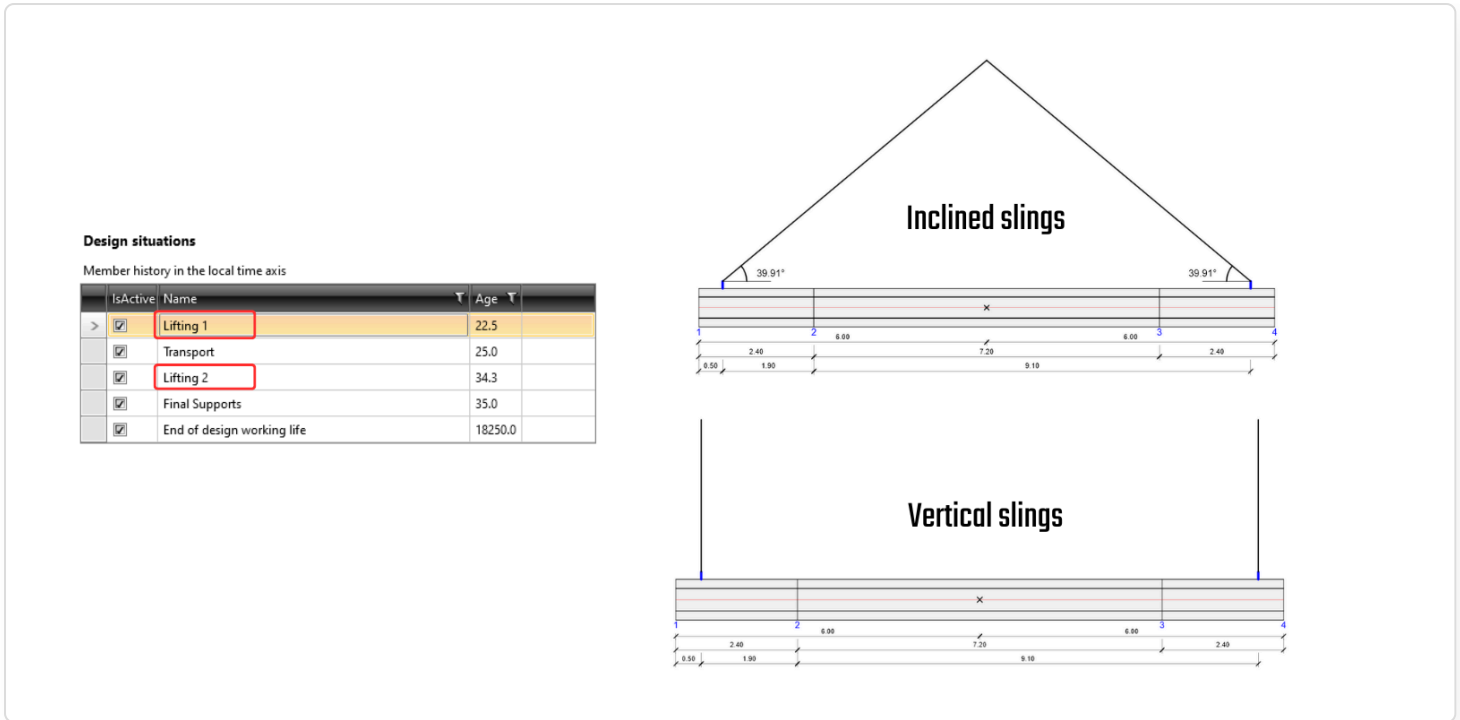 Design situations
Member history in the local time axis
IsActive Name Age
Lifting 1 22.5
Transport 25.0
Lifting 2 34.3
Final Supports 35.0
End of design working life 18250.0
Inclined slings
39.91° 39.91°
1 2 3 4
6.00 6.00
2.40 7.20 2.40
0.50 1.90 9.10
Vertical slings
1 2 3 4
6.00 6.00
2.40 7.20 2.40
0.50 1.90 9.10